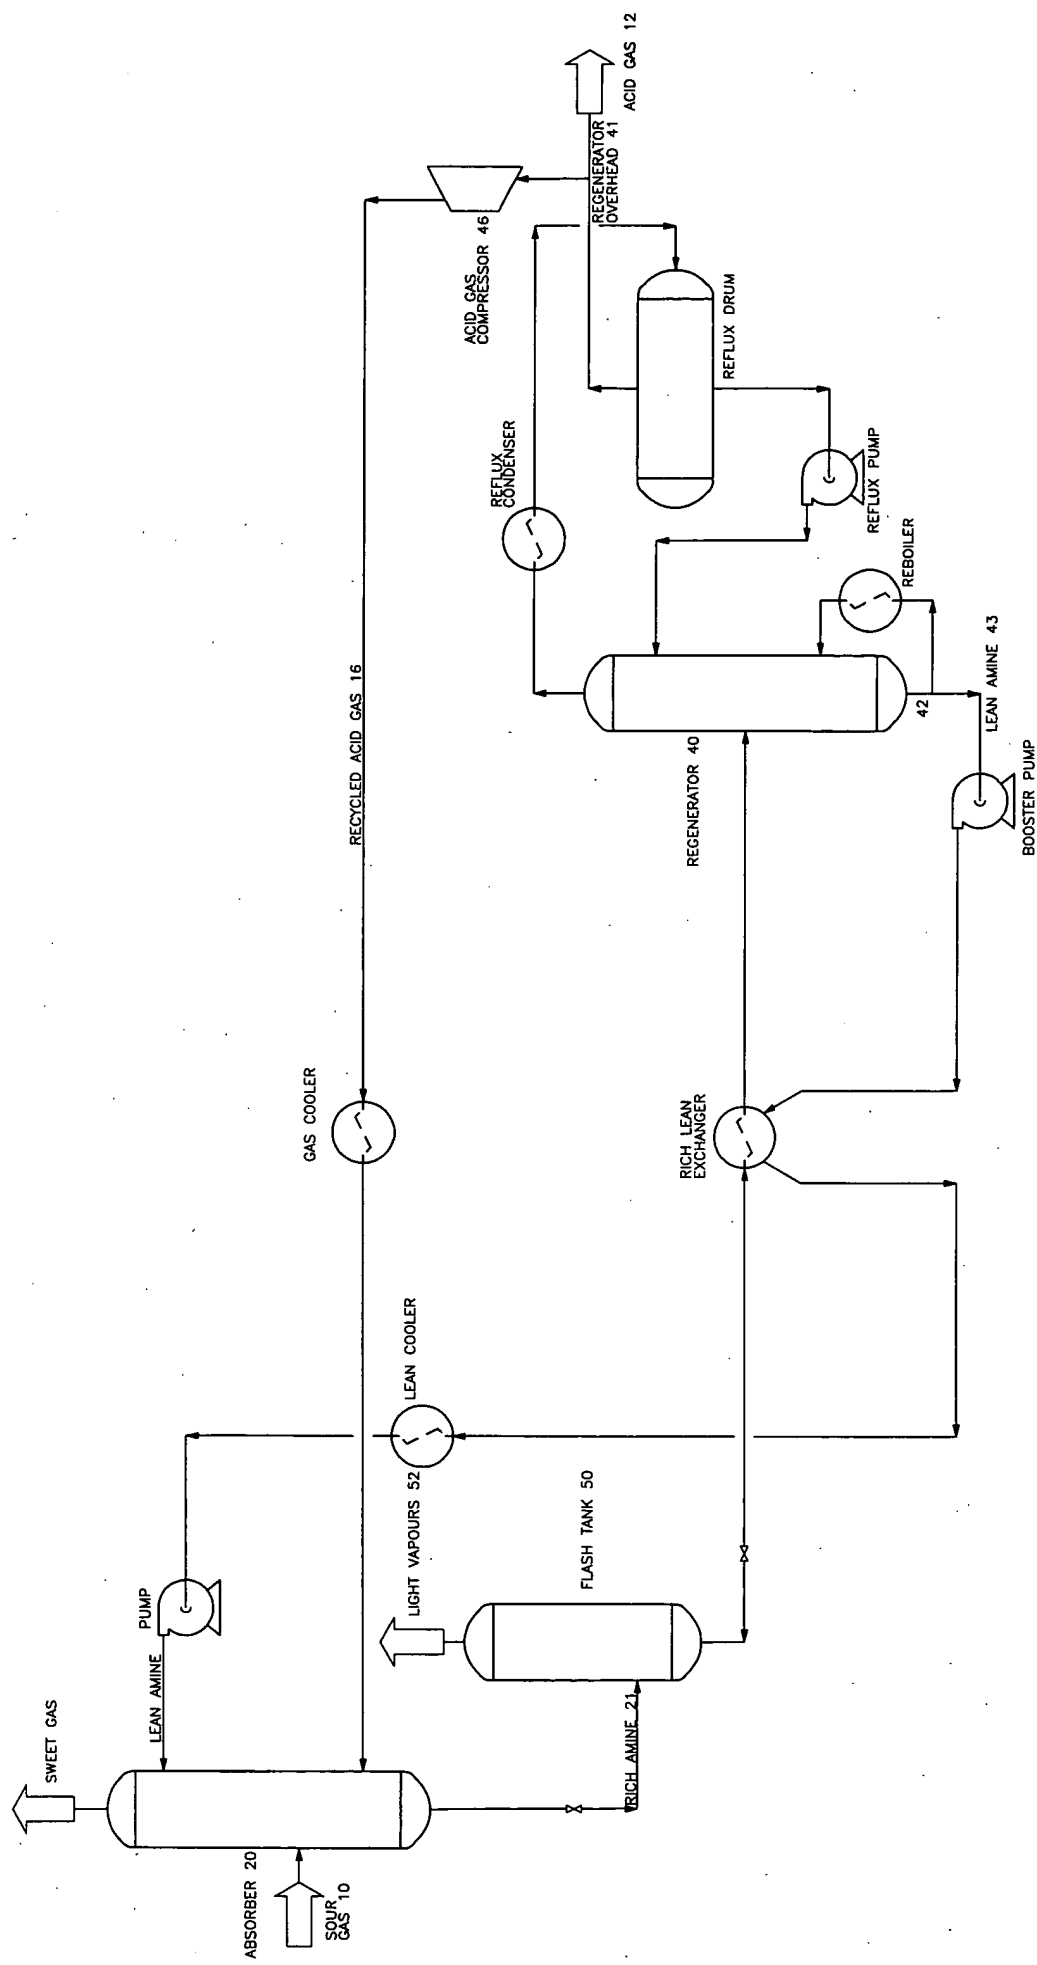 SWEET GAS
LEAN AMINE
PUMP
ABSORBER 20
SOUR
GAS 10
RICH AMINE 21
LIGHT VAPOURS 52
FLASH TANK 50
LEAN COOLER
GAS COOLER
RICH LEAN
EXCHANGER
RECYCLED ACID GAS 16
REGENERATOR 40
BOOSTER PUMP
LEAN AMINE 43
42
REBOILER
REFLUX PUMP
REFLUX
CONDENSER
REFLUX DRUM
ACID GAS
COMPRESSOR 46
REGENERATOR
OVERHEAD 41
ACID GAS 12